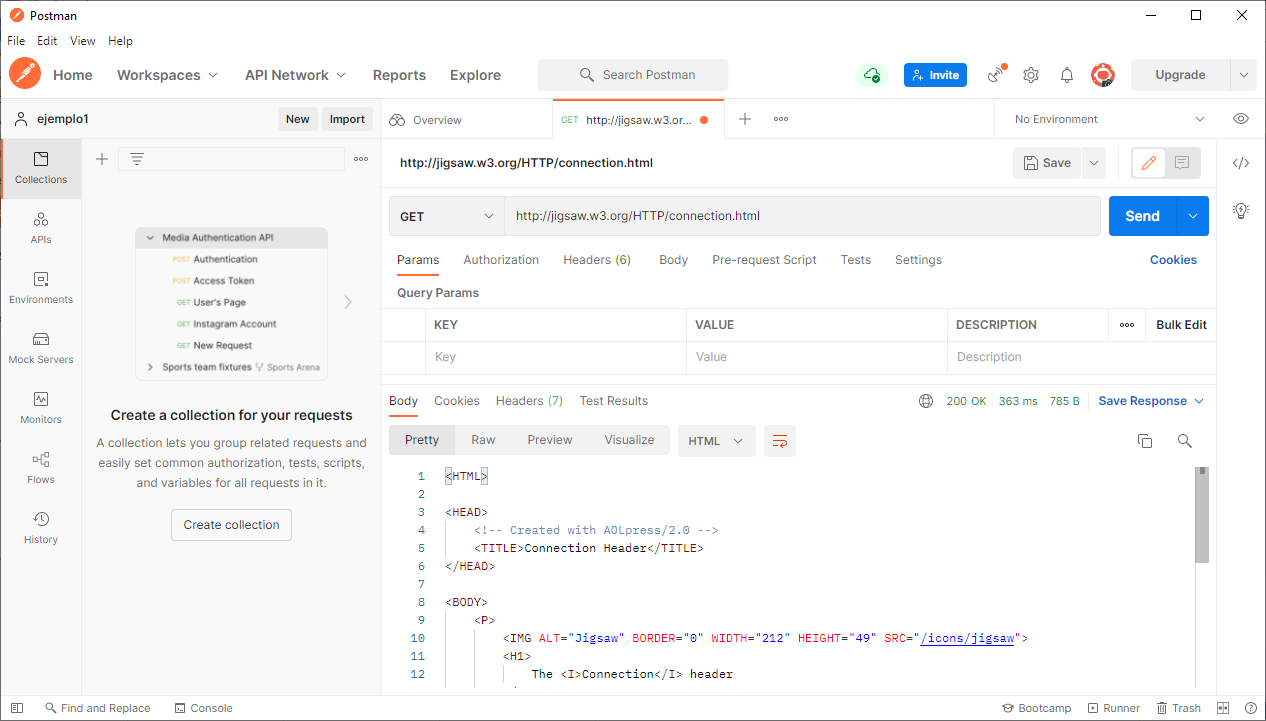 Postman
File Edit View Help
Home Workspaces API Network Reports Explore Search Postman Invite Upgrade
ejemplo1 New Import
Overview GET http://jigsaw.w3.or... No Environment
Collections
APIs
Environments
Mock Servers
Monitors
Flows
History
Media Authentication API
POST Authentication
POST Access Token
GET User's Page
GET Instagram Account
GET New Request
Sports team fixtures Sports Arena
Create a collection for your requests
A collection lets you group related requests and
easily set common authorization, tests, scripts,
and variables for all requests in it.
Create collection
http://jigsaw.w3.org/HTTP/connection.html Save
GET http://jigsaw.w3.org/HTTP/connection.html Send
Params Authorization Headers (6) Body Pre-request Script Tests Settings Cookies
Query Params
KEY VALUE DESCRIPTION Bulk Edit
Key Value Description
Body Cookies Headers (7) Test Results 200 OK 363 ms 785 B Save Response
Pretty Raw Preview Visualize HTML
1 <HTML>
2
3 <HEAD>
4 <!-- Created with AOLpress/2.0 -->
5 <TITLE>Connection Header</TITLE>
6 </HEAD>
7
8 <BODY>
9 <P>
10 <IMG ALT="Jigsaw" BORDER="0" WIDTH="212" HEIGHT="49" SRC="/icons/jigsaw">
11 <H1>
12 The <I>Connection</I> header
Find and Replace Console Bootcamp Runner Trash